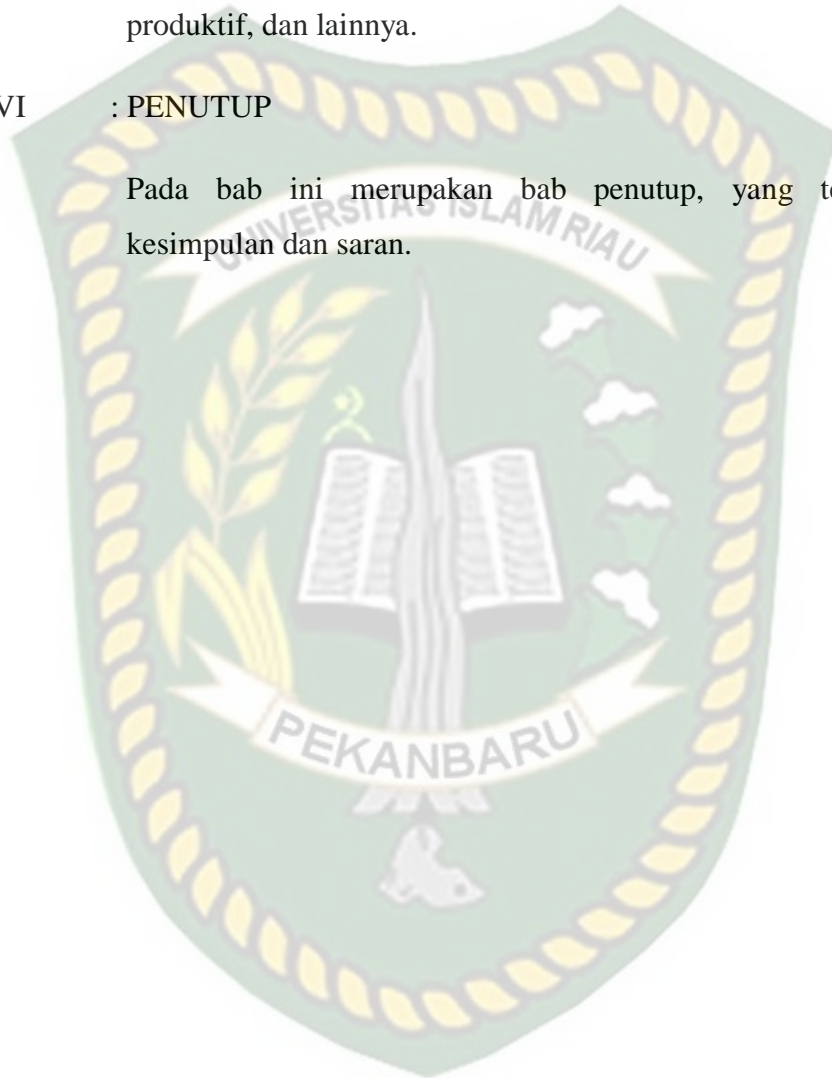 produktif, dan lainnya.
VI : PENUTUP
Pada bab ini merupakan bab penutup, yang
kesimpulan dan saran.
UNIVERSITAS ISLAM RIAU
PEKANBARU